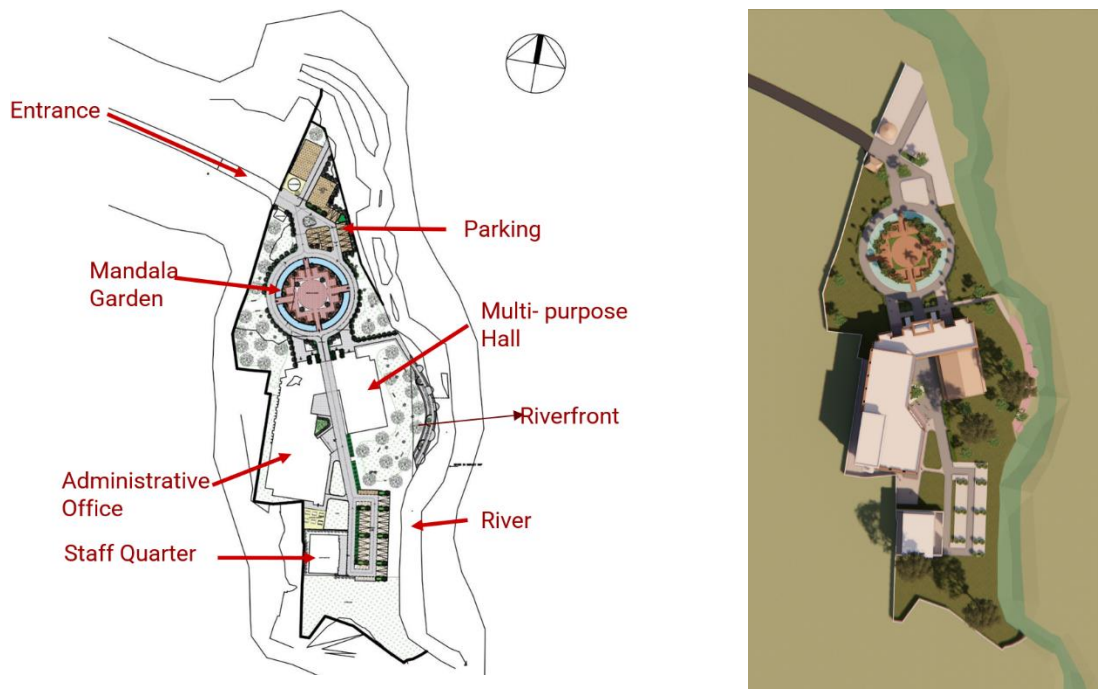 Entrance
Parking
Mandala
Garden
Multi- purpose
Hall
Riverfront
Administrative
Office
River
Staff Quarter